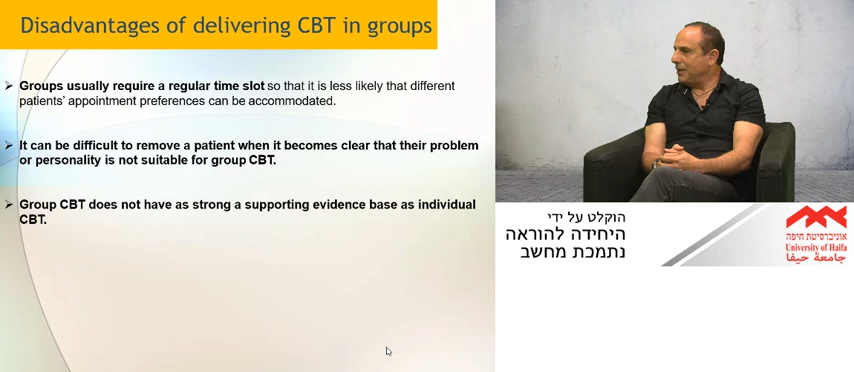 Disadvantages of delivering CBT in groups
➢ Groups usually require a regular time slot so that it is less likely that different
patients' appointment preferences can be accommodated.
➢ It can be difficult to remove a patient when it becomes clear that their problem
or personality is not suitable for group CBT.
➢ Group CBT does not have as strong a supporting evidence base as individual
CBT.
הוקלט על ידי
היחידה להוראה
נתמכת מחשב
אוניברסיטת חיפה
University of Haifa
جامعة حيفا